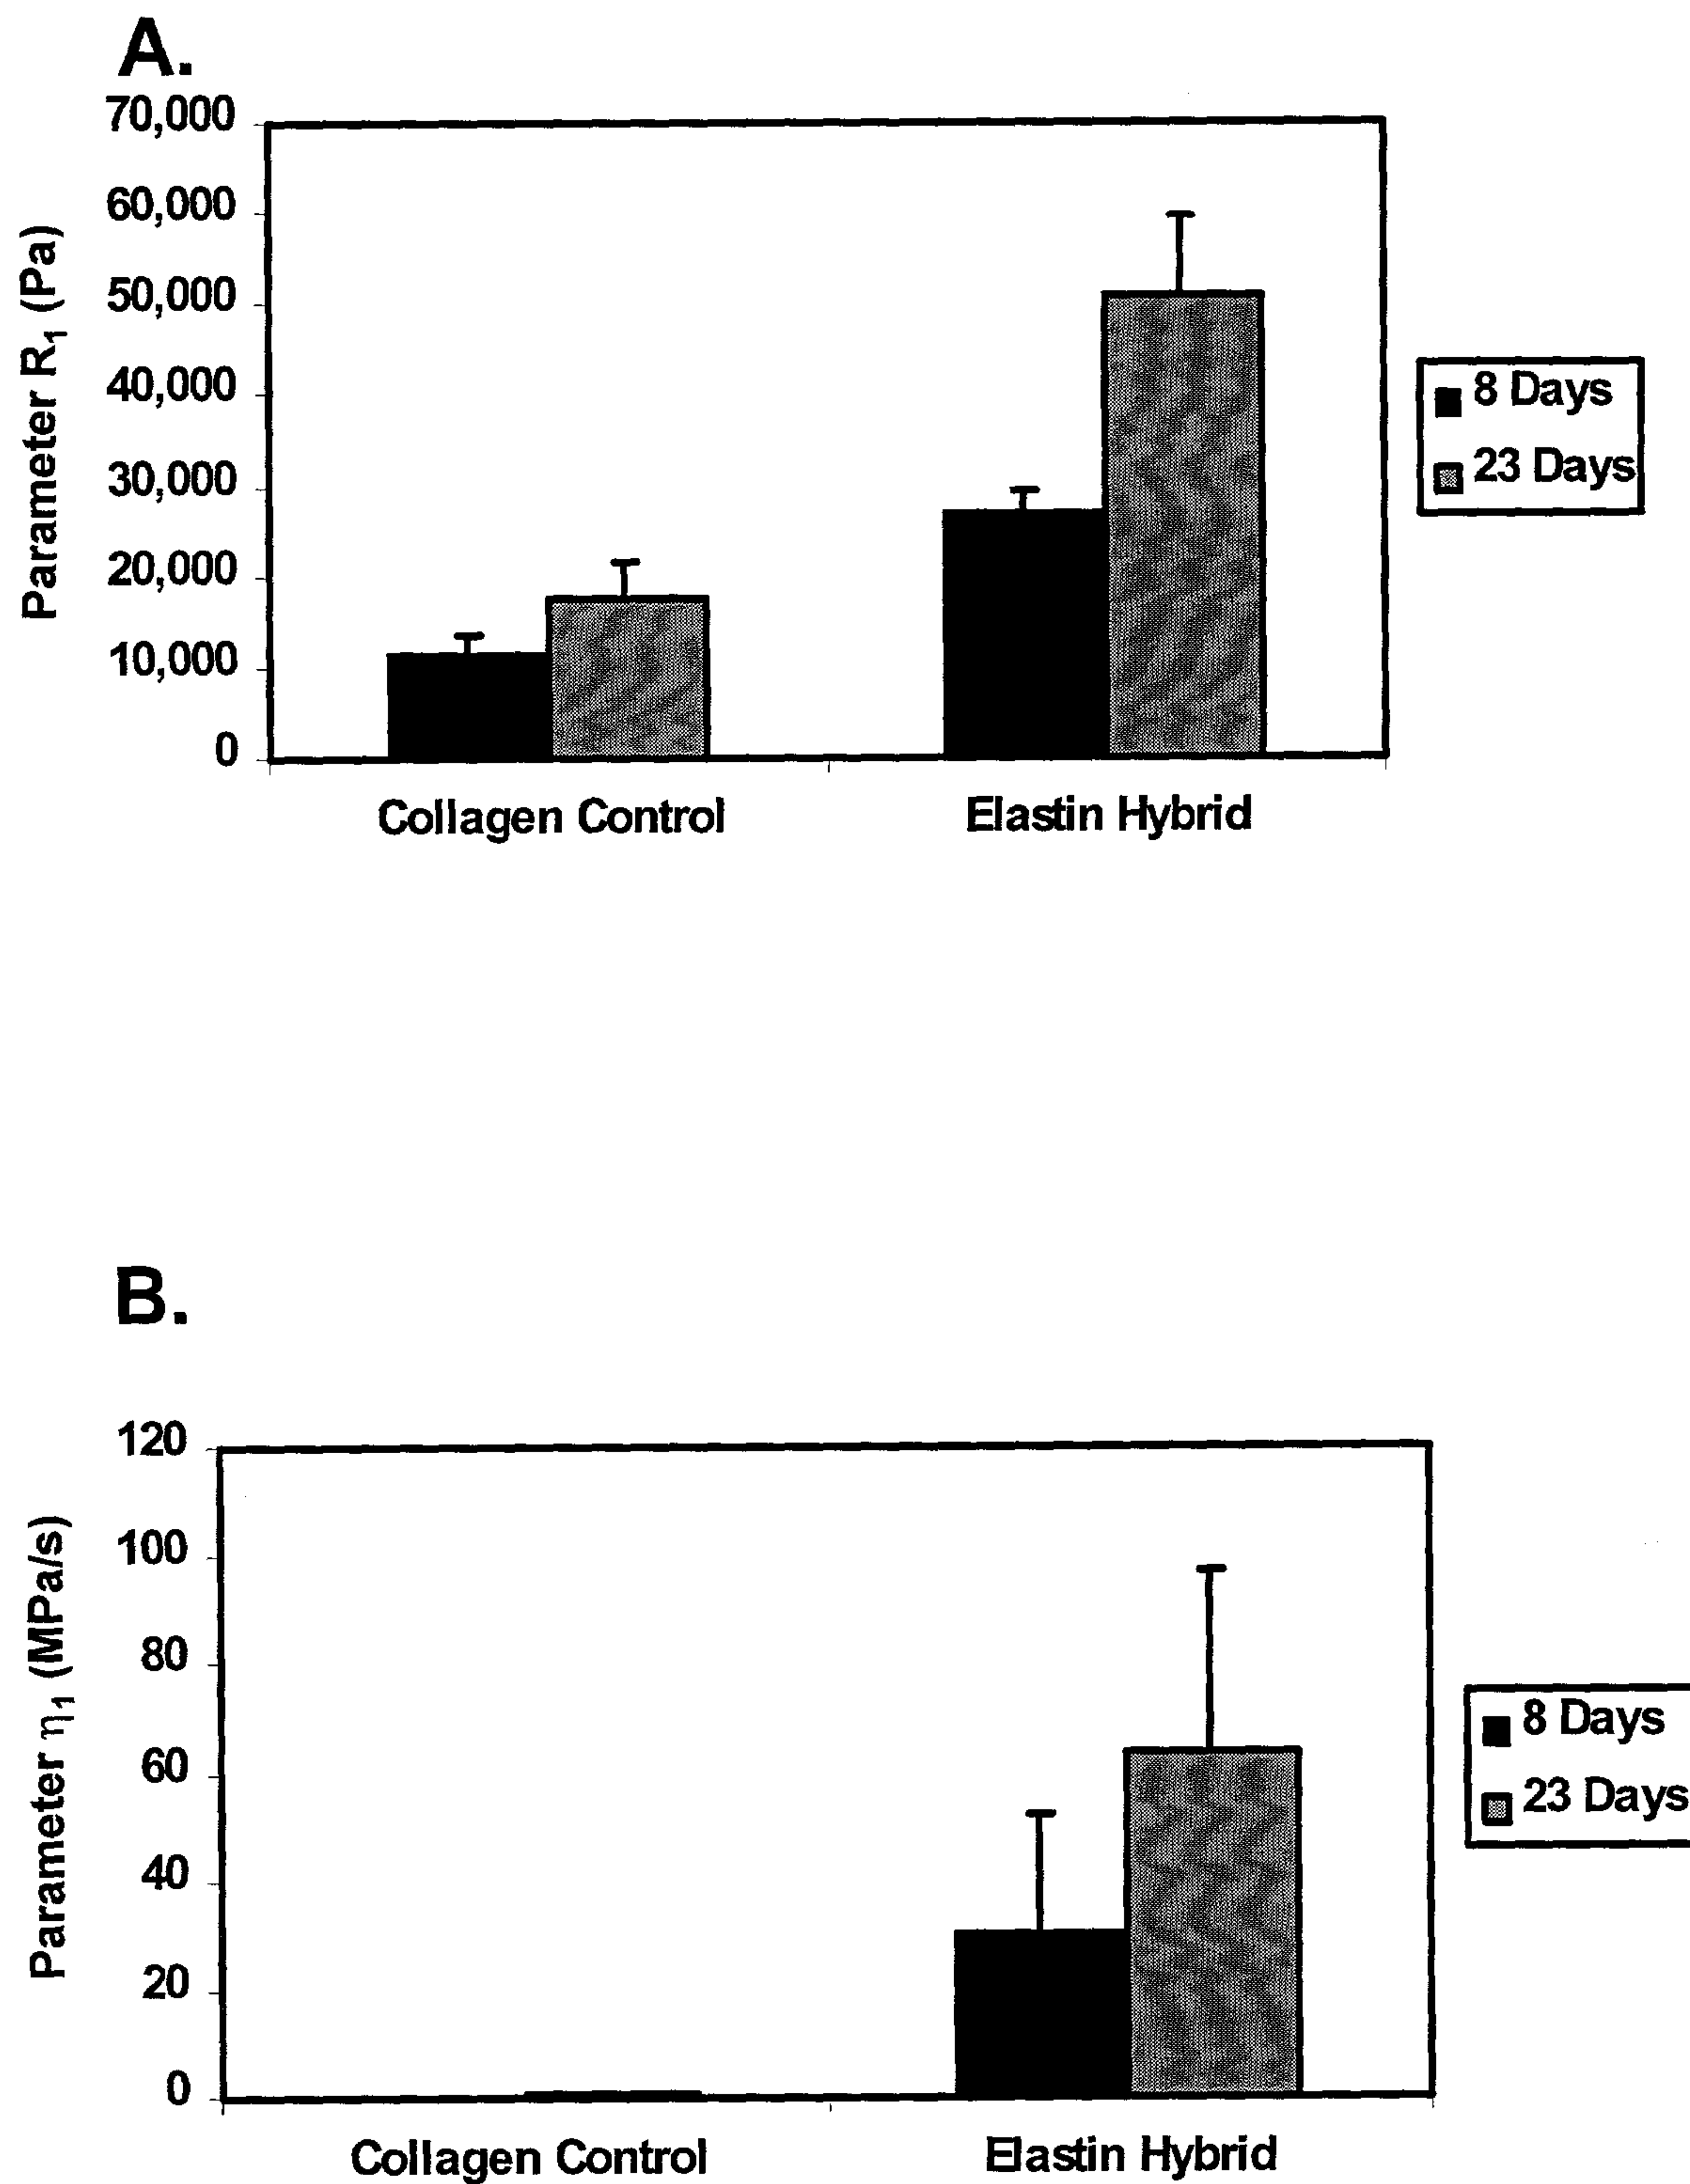 A.
70,000
60,000
50,000
40,000
30,000
20,000
10,000
0
Parameter R₁ (Pa)
Collagen Control
Elastin Hybrid
8 Days
23 Days
B.
120
100
80
60
40
20
0
Parameter η₁ (MPa/s)
Collagen Control
Elastin Hybrid
8 Days
23 Days